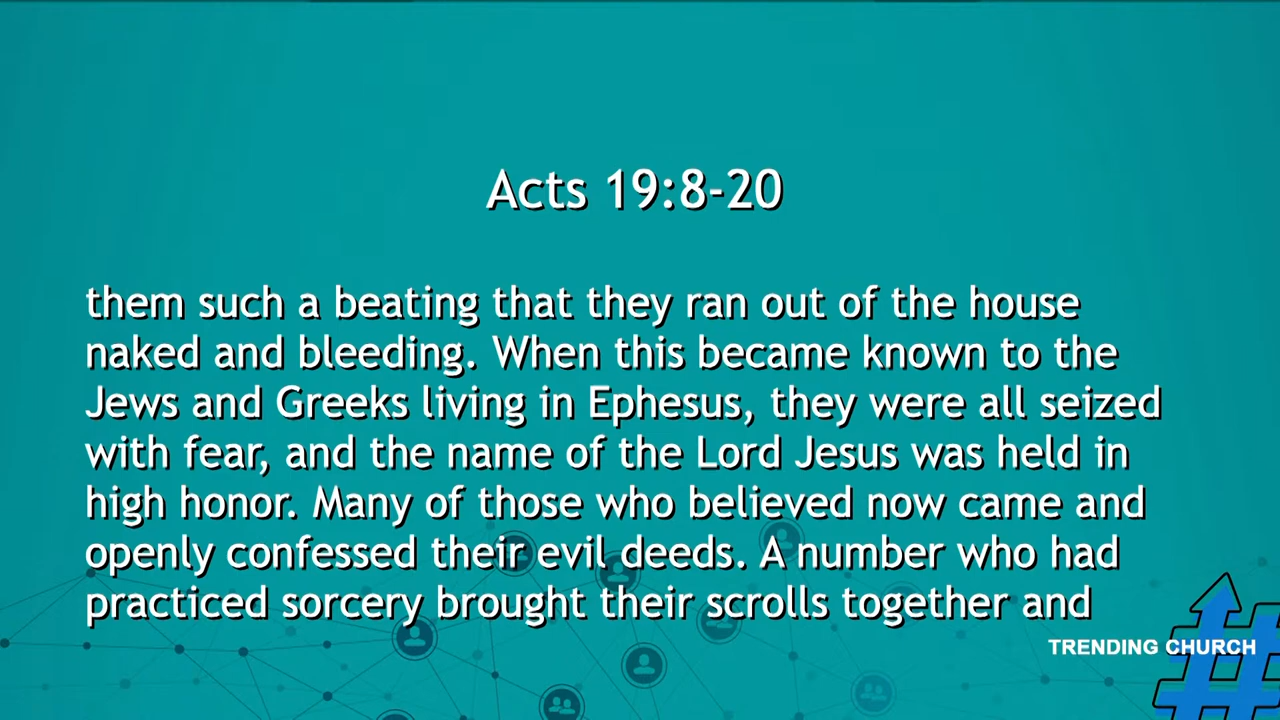 Acts 19:8-20
them such a beating that they ran out of the house
naked and bleeding. When this became known to the
Jews and Greeks living in Ephesus, they were all seized
with fear, and the name of the Lord Jesus was held in
high honor. Many of those who believed now came and
openly confessed their evil deeds. A number who had
practiced sorcery brought their scrolls together and
TRENDING CHURCH